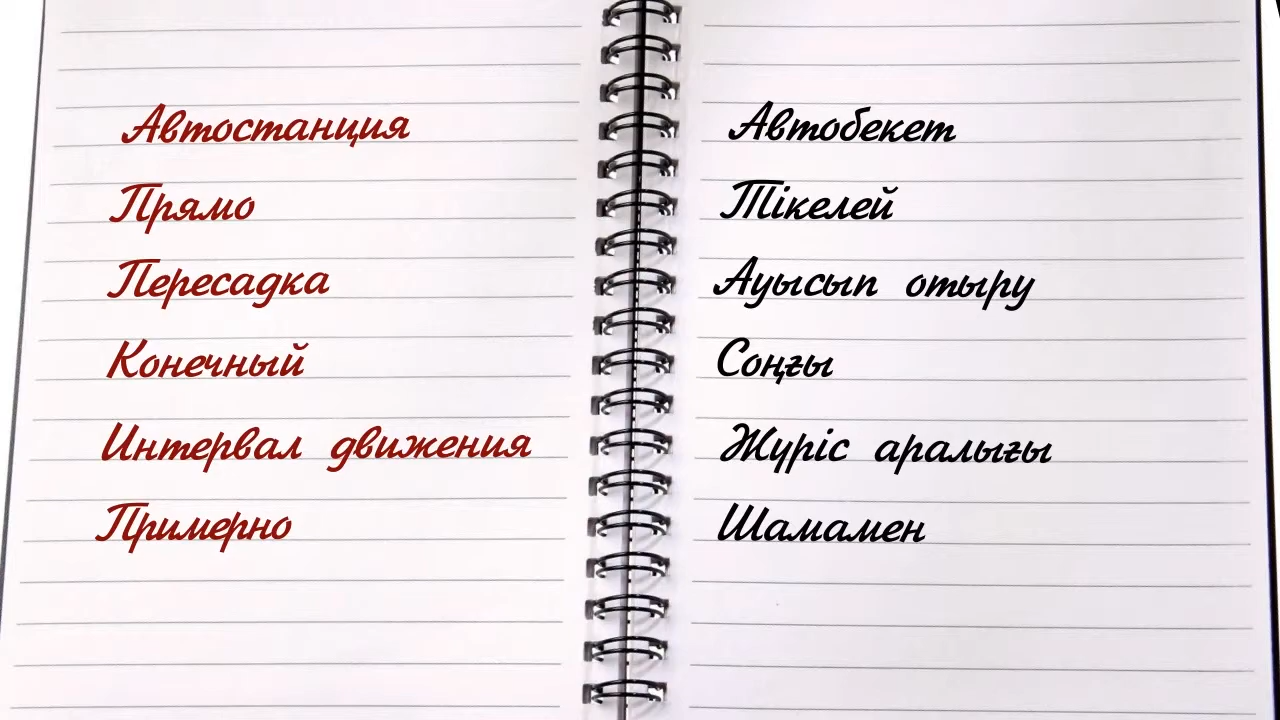 Автостанция Автобекет
Прямо Тікелей
Пересадка Ауысып отыру
Конечный Соңғы
Интервал движения Жүріс аралығы
Примерно Шамамен